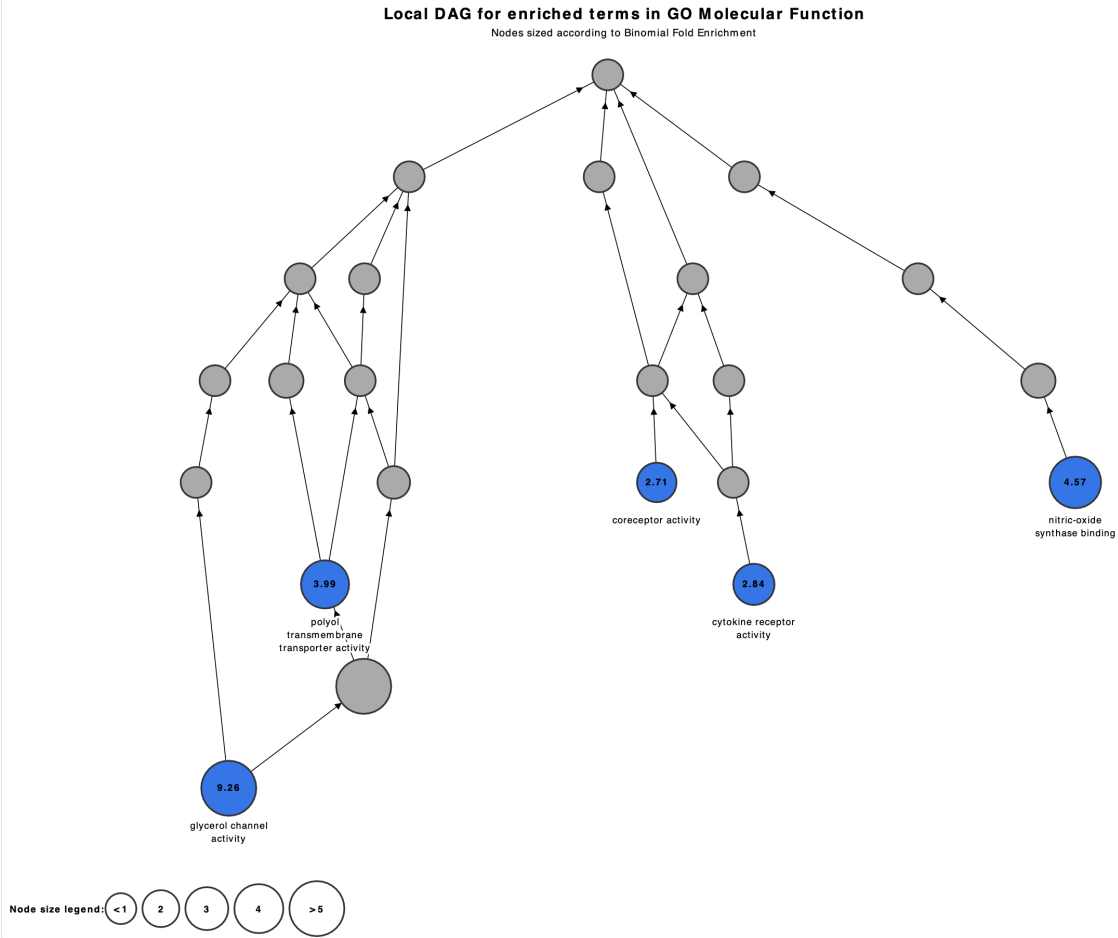 Local DAG for enriched terms in GO Molecular Function
Nodes sized according to Binomial Fold Enrichment
2.71
4.57
coreceptor activity
nitric-oxide
synthase binding
3.99
2.84
polyol
transmembrane
transporter activity
cytokine receptor
activity
9.26
glycerol channel
activity
Node size legend: <1 2 3 4 >5